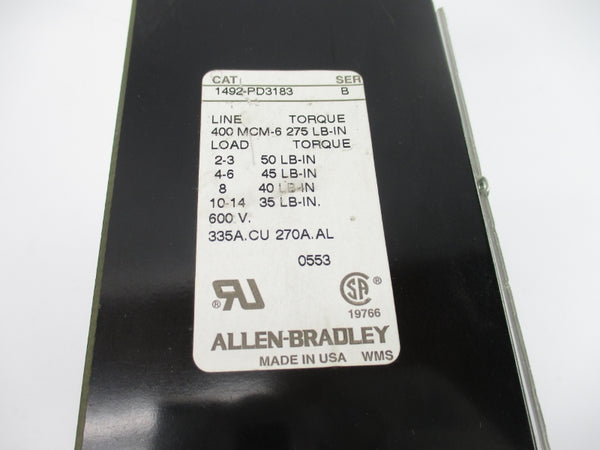 CAT. SER
1492-PD3183 B
LINE TORQUE
400 MCM-6 275 LB-IN
LOAD TORQUE
2-3 50 LB-IN
4-6 45 LB-IN
8 40 LB-IN
10-14 35 LB-IN.
600 V.
335A.CU 270A.AL
0553
RU ®
SA ®
19766
ALLEN-BRADLEY
MADE IN USA WMS